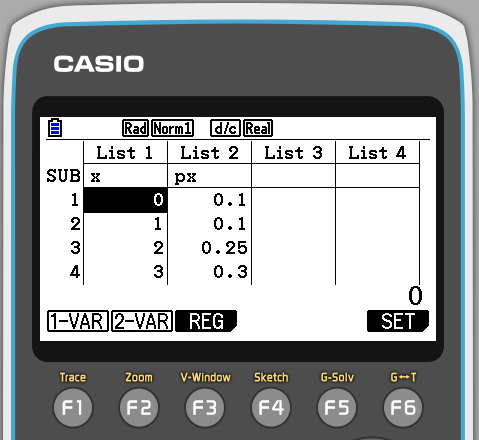 CASIO
Rad Norm1 d/c Real
List 1 List 2 List 3 List 4
SUB x px
1 0 0.1
2 1 0.1
3 2 0.25
4 3 0.3
0
1-VAR 2-VAR REG SET
Trace Zoom V-Window Sketch G-Solv G↔T
F1 F2 F3 F4 F5 F6